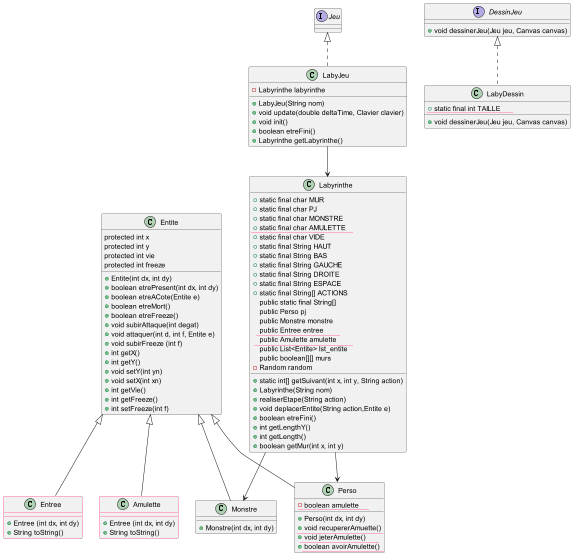 I Jeu
I DessinJeu
void dessinerJeu(Jeu jeu, Canvas canvas)
C LabyJeu
Labyrinthe labyrinthe
LabyJeu(String nom)
void update(double deltaTime, Clavier clavier)
void init()
boolean etreFini()
Labyrinthe getLabyrinthe()
C LabyDessin
static final int TAILLE
void dessinerJeu(Jeu jeu, Canvas canvas)
C Labyrinthe
static final char MUR
static final char PJ
static final char MONSTRE
static final char AMULETTE
static final char VIDE
static final String HAUT
static final String BAS
static final String GAUCHE
static final String DROITE
static final String ESPACE
static final String[] ACTIONS
public static final String[]
public Perso pj
public Monstre monstre
public Entree entree
public Amulette amulette
public List<Entite> lst_entite
public boolean[][] murs
Random random
static int[] getSuivant(int x, int y, String action)
Labyrinthe(String nom)
realiserEtape(String action)
void deplacerEntite(String action,Entite e)
boolean etreFini()
int getLengthY()
int getLength()
boolean getMur(int x, int y)
C Entite
protected int x
protected int y
protected int vie
protected int freeze
Entite(int dx, int dy)
boolean etrePresent(int dx, int dy)
boolean etreACote(Entite e)
boolean etreMort()
boolean etreFreeze()
void subirAttaque(int degat)
void attaquer(int d, int f, Entite e)
void subirFreeze (int f)
int getX()
int getY()
void setY(int yn)
void setX(int xn)
int getVie()
int getFreeze()
int setFreeze(int f)
C Entree
Entree (int dx, int dy)
String toString()
C Amulette
Entree (int dx, int dy)
String toString()
C Monstre
Monstre(int dx, int dy)
C Perso
boolean amulette
Perso(int dx, int dy)
void recupererAmuette()
void jeterAmulette()
boolean avoirAmulette()